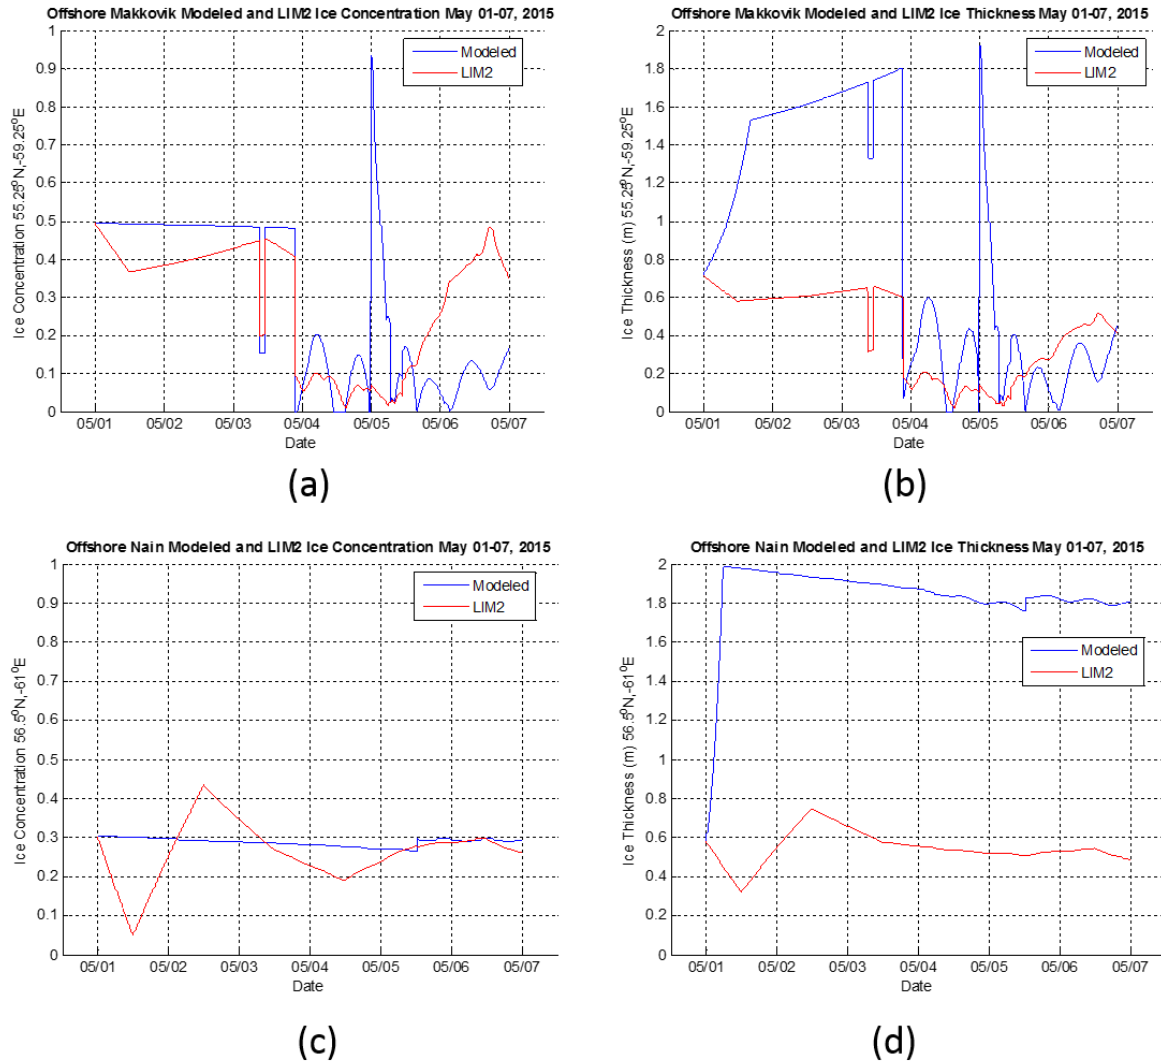 Offshore Makkovik Modeled and LIM2 Ice Concentration May 01-07, 2015
1
0.9
0.8
0.7
0.6
0.5
0.4
0.3
0.2
0.1
0
Ice Concentration 55.25⁰N,-59.25⁰E
Modeled
LIM2
05/01 05/02 05/03 05/04 05/05 05/06 05/07
Date
(a)
Offshore Makkovik Modeled and LIM2 Ice Thickness May 01-07, 2015
2
1.8
1.6
1.4
1.2
1
0.8
0.6
0.4
0.2
0
Ice Thickness (m) 55.25⁰N,-59.25⁰E
Modeled
LIM2
05/01 05/02 05/03 05/04 05/05 05/06 05/07
Date
(b)
Offshore Nain Modeled and LIM2 Ice Concentration May 01-07, 2015
1
0.9
0.8
0.7
0.6
0.5
0.4
0.3
0.2
0.1
0
Ice Concentration 56.5⁰N,-61⁰E
Modeled
LIM2
05/01 05/02 05/03 05/04 05/05 05/06 05/07
Date
(c)
Offshore Nain Modeled and LIM2 Ice Thickness May 01-07, 2015
2
1.8
1.6
1.4
1.2
1
0.8
0.6
0.4
0.2
0
Ice Thickness (m) 56.5⁰N,-61⁰E
Modeled
LIM2
05/01 05/02 05/03 05/04 05/05 05/06 05/07
Date
(d)